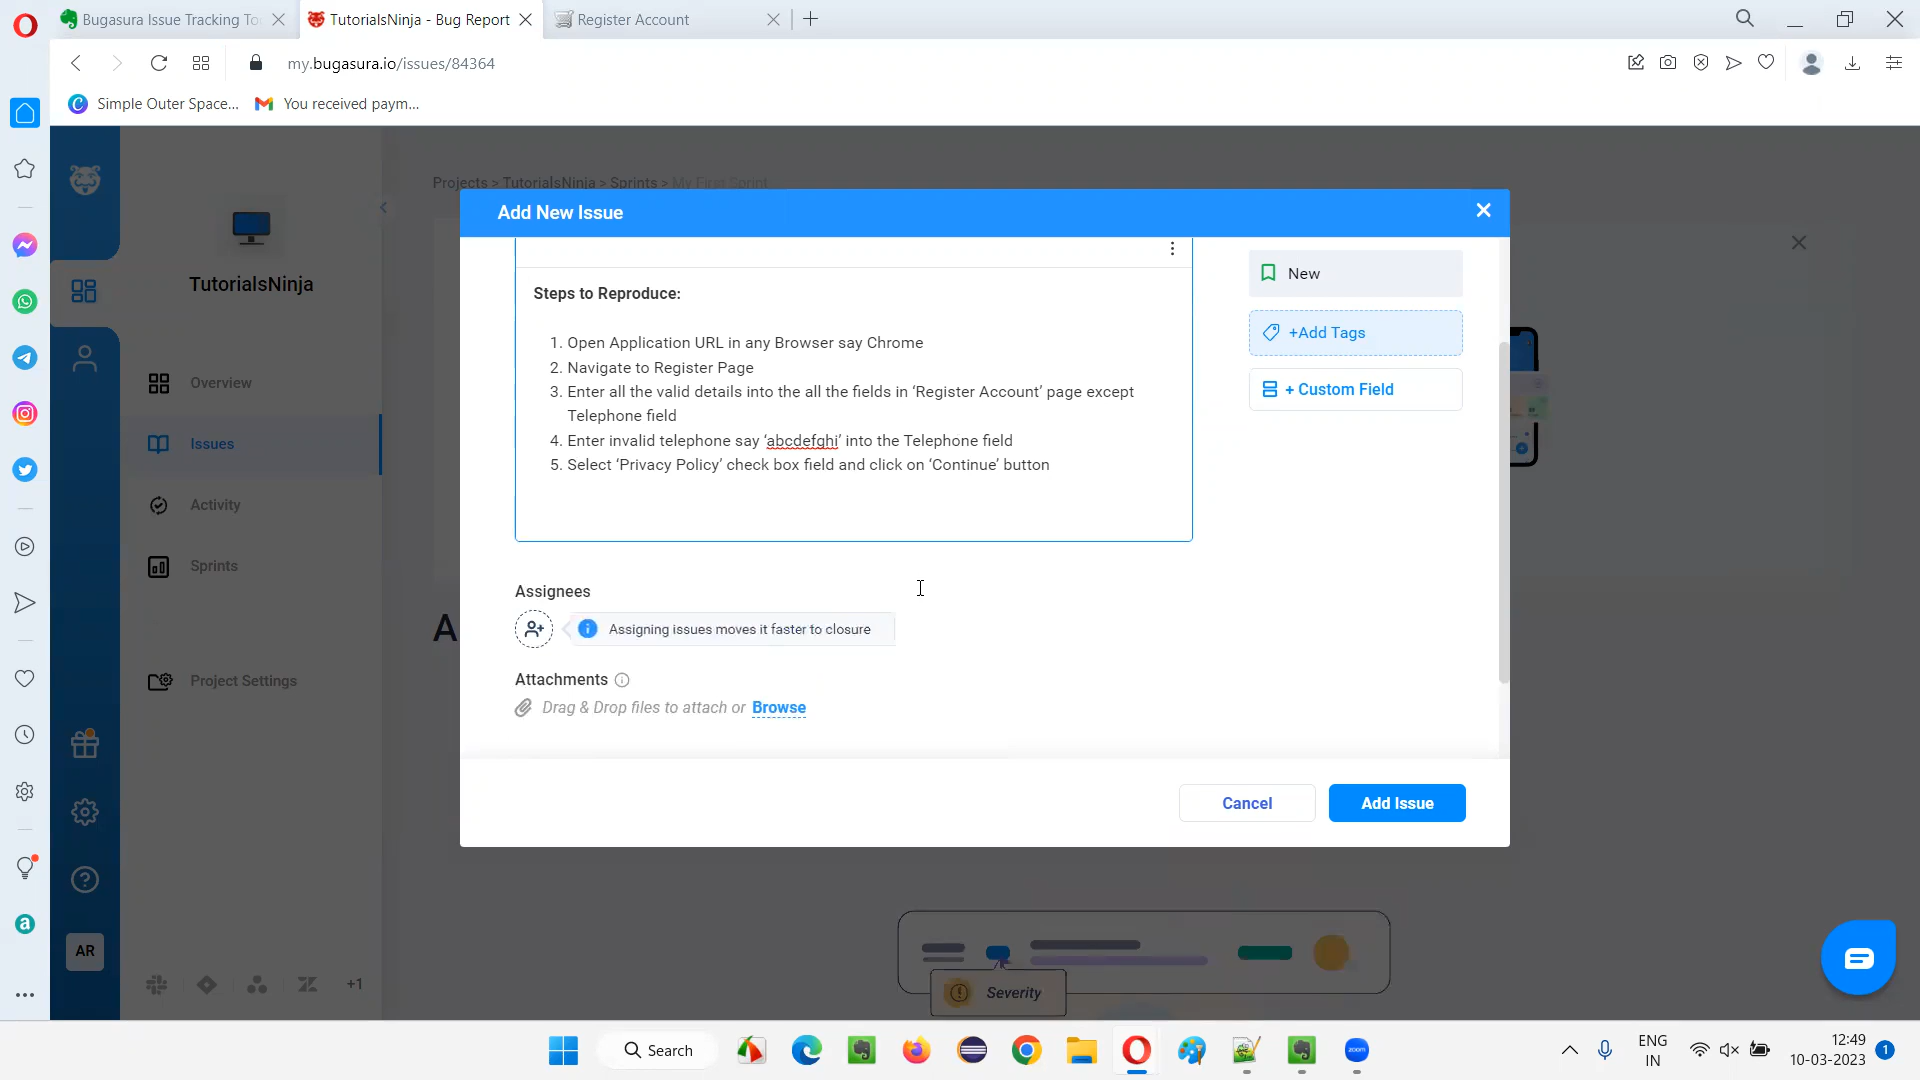 Bugasura Issue Tracking To
TutorialsNinja - Bug Report
Register Account
my.bugasura.io/issues/84364
Simple Outer Space...
You received paym...
Projects > TutorialsNinja > Sprints > My First Sprint
Add New Issue
TutorialsNinja
Overview
Issues
Activity
Sprints
Project Settings
+1
AR
A
Steps to Reproduce:
1. Open Application URL in any Browser say Chrome
2. Navigate to Register Page
3. Enter all the valid details into the all the fields in ‘Register Account’ page except
Telephone field
4. Enter invalid telephone say ‘abcdefghi’ into the Telephone field
5. Select ‘Privacy Policy’ check box field and click on ‘Continue’ button
New
+Add Tags
+ Custom Field
Assignees
Assigning issues moves it faster to closure
Attachments
Drag & Drop files to attach or Browse
Cancel
Add Issue
Severity
Search
zoom
ENG
IN
12:49
10-03-2023
1